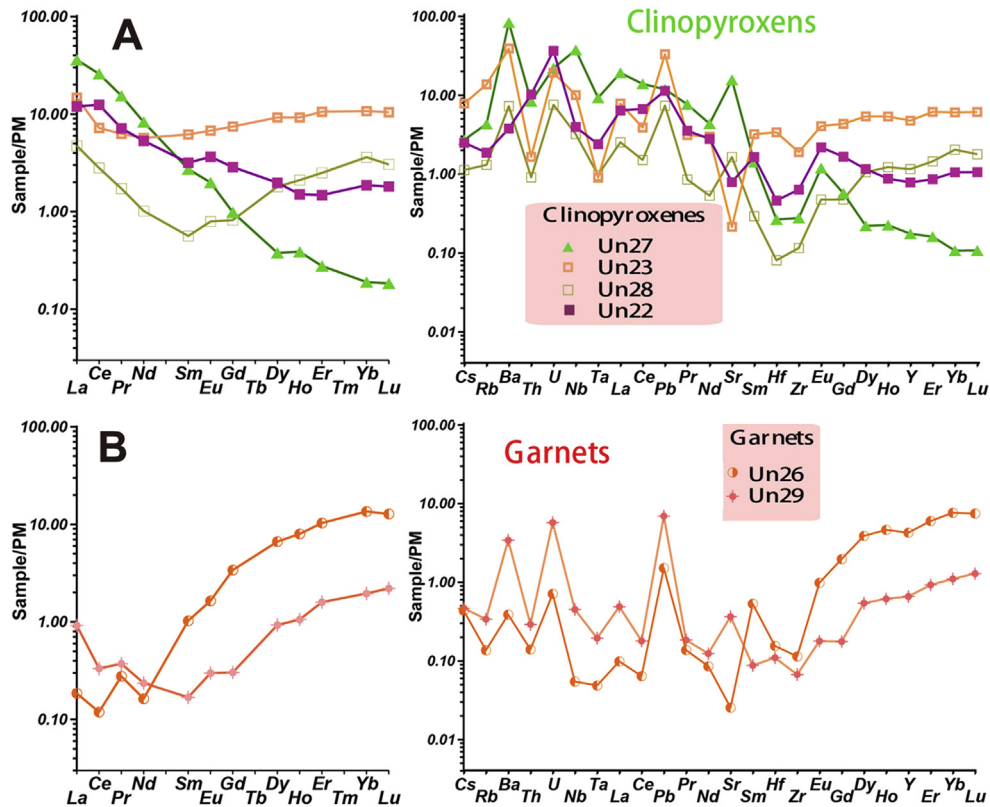 A
Clinopyroxens
Sample/PM
100.00
10.00
1.00
0.10
La Ce Pr Nd Sm Eu Gd Tb Dy Ho Er Tm Yb Lu
Sample/PM
100.00
10.00
1.00
0.10
0.01
Clinopyroxenes
Un27
Un23
Un28
Un22
Cs Rb Ba Th U Nb Ta La Ce Pb Pr Nd Sr Sm Hf Zr Eu Gd Dy Ho Y Er Yb Lu
B
Garnets
Sample/PM
100.00
10.00
1.00
0.10
La Ce Pr Nd Sm Eu Gd Tb Dy Ho Er Tm Yb Lu
Sample/PM
100.00
10.00
1.00
0.10
0.01
Garnets
Un26
Un29
Cs Rb Ba Th U Nb Ta La Ce Pb Pr Nd Sr Sm Hf Zr Eu Gd Dy Ho Y Er Yb Lu